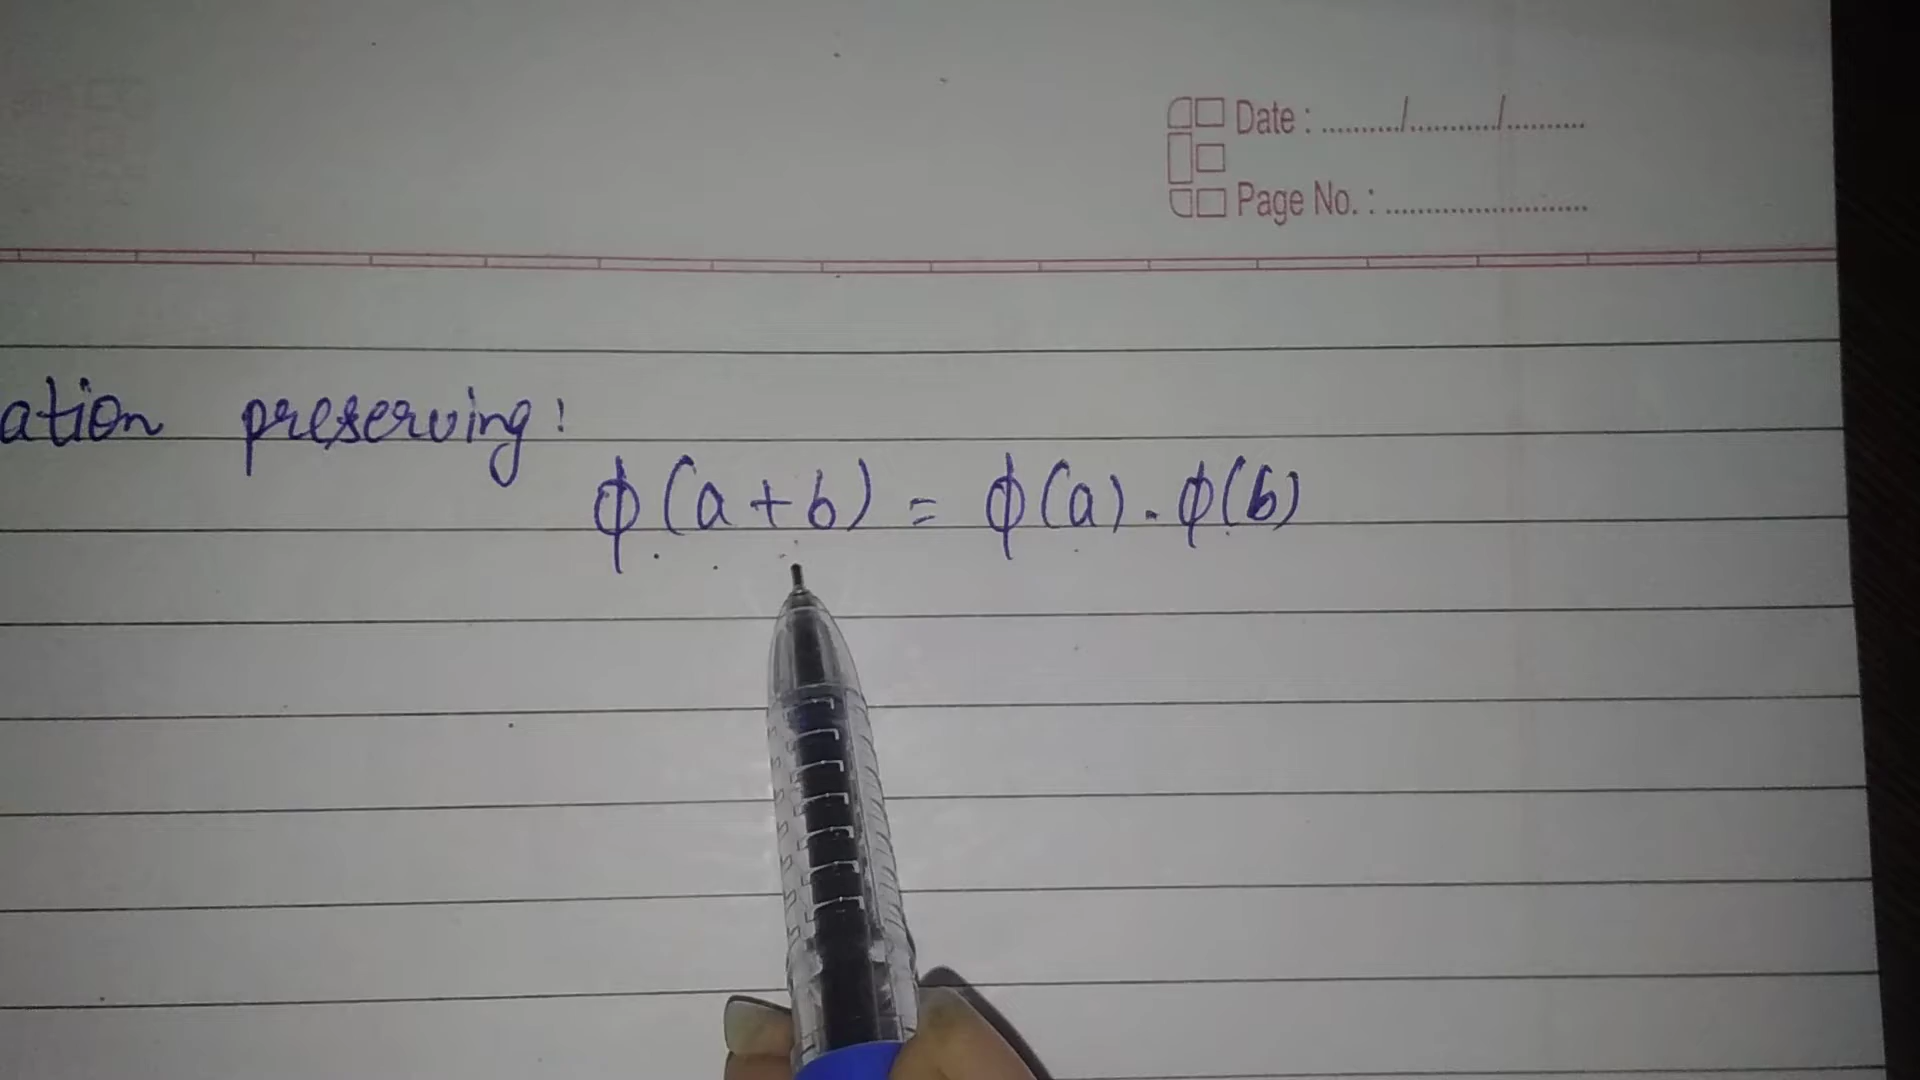 Date : ........../.........../..........
Page No. : ..........................
ation preserving:
ϕ(a+b) = ϕ(a).ϕ(b)